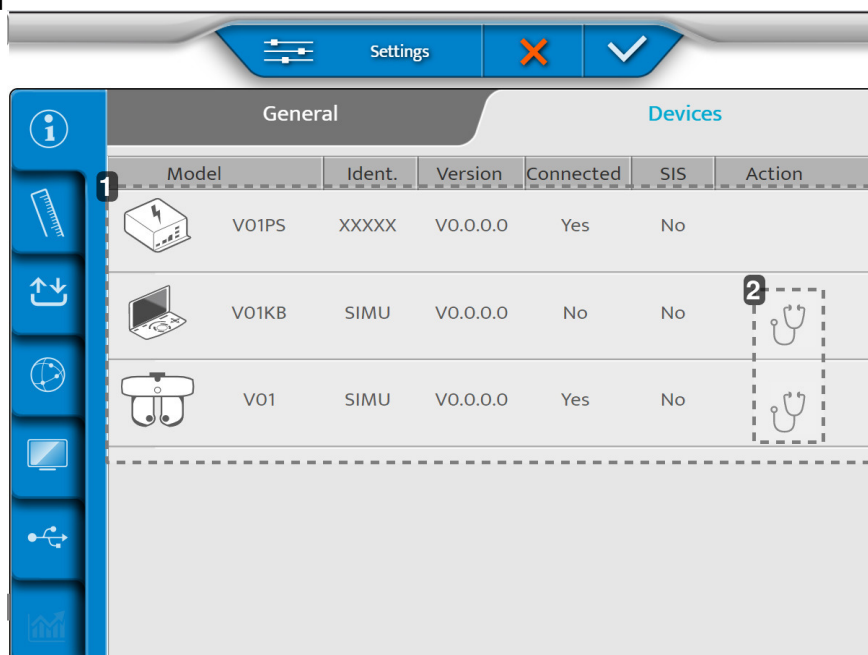 Settings
General Devices
Model Ident. Version Connected SIS Action
1
V01PS XXXXX V0.0.0.0 Yes No
2
V01KB SIMU V0.0.0.0 No No
V01 SIMU V0.0.0.0 Yes No